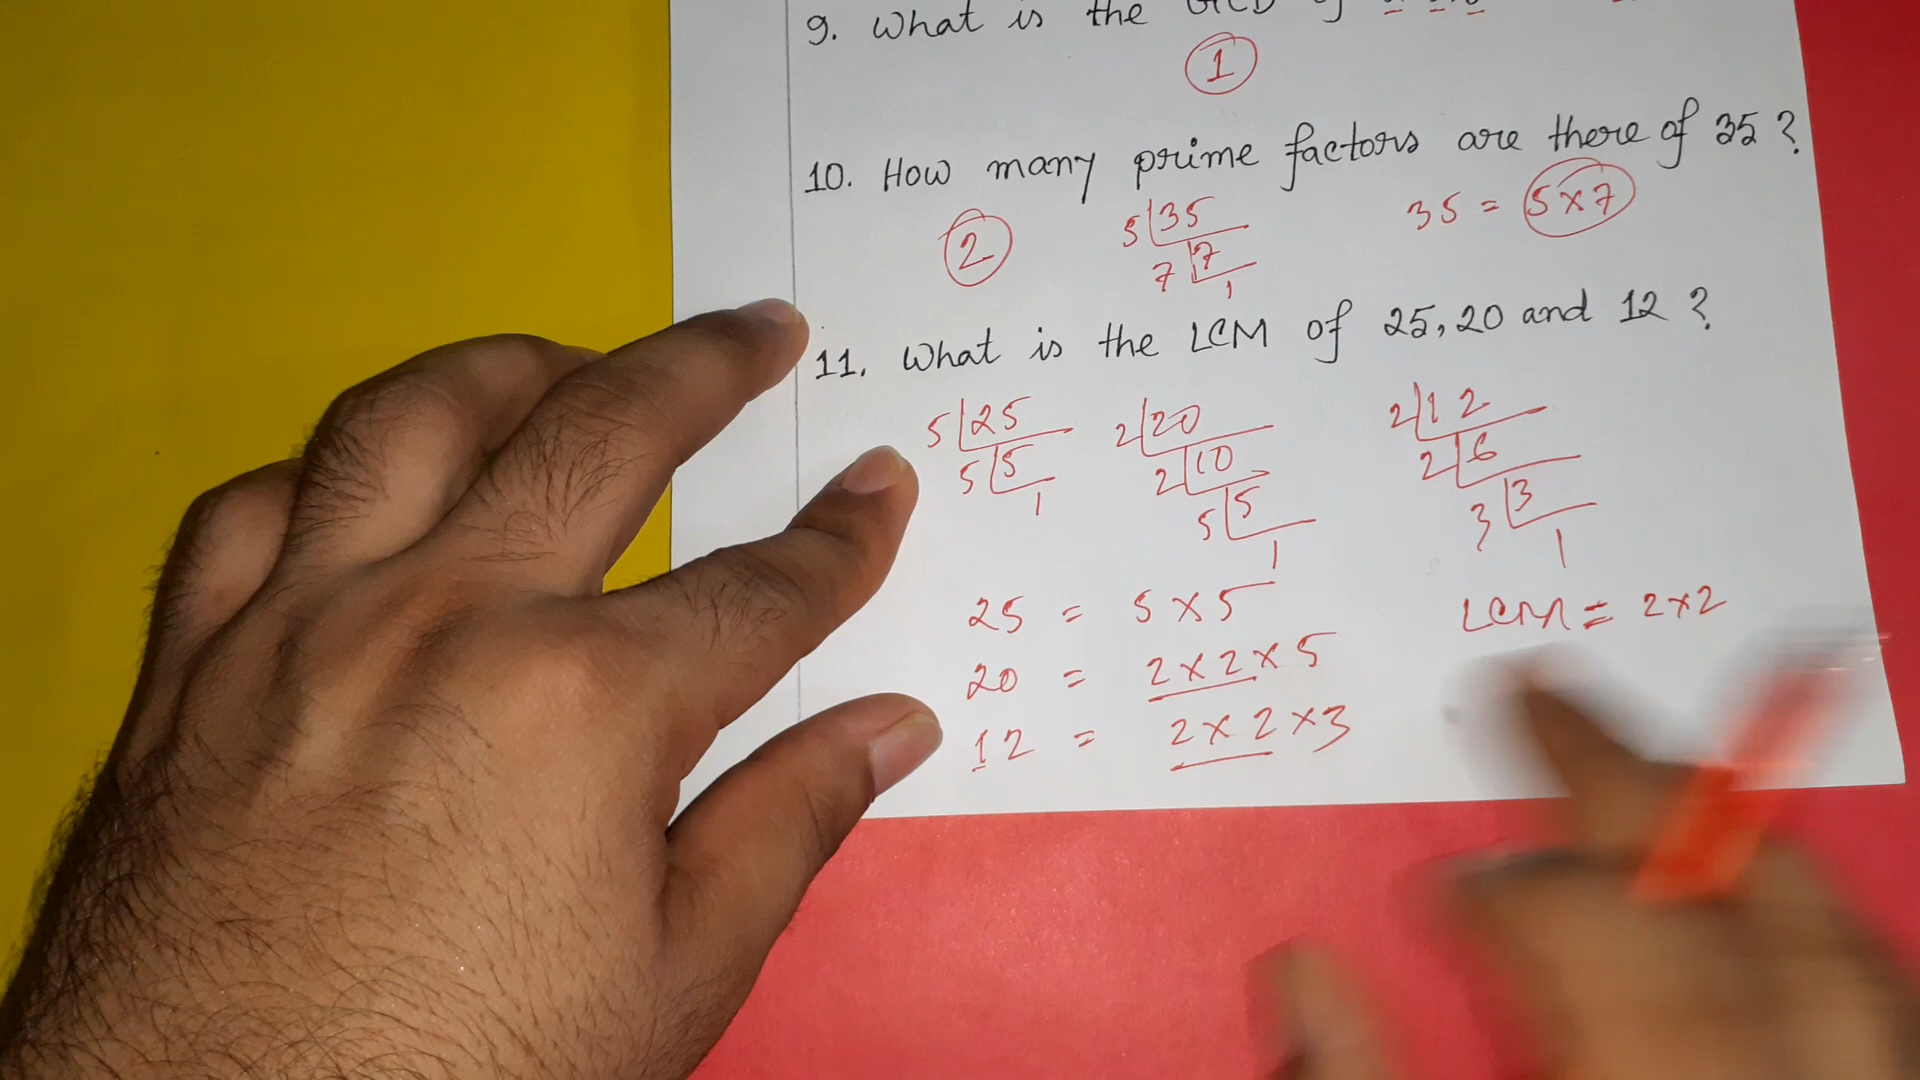 9. What is the GCD of
1
10. How many prime factors are there of 35 ?
2
5 35
7 7
1
35 = 5 × 7
11. What is the LCM of 25, 20 and 12 ?
5 25
5 5
1
2 20
2 10
5 5
1
2 12
2 6
3 3
1
25 = 5 × 5
20 = 2 × 2 × 5
12 = 2 × 2 × 3
LCM = 2 × 2